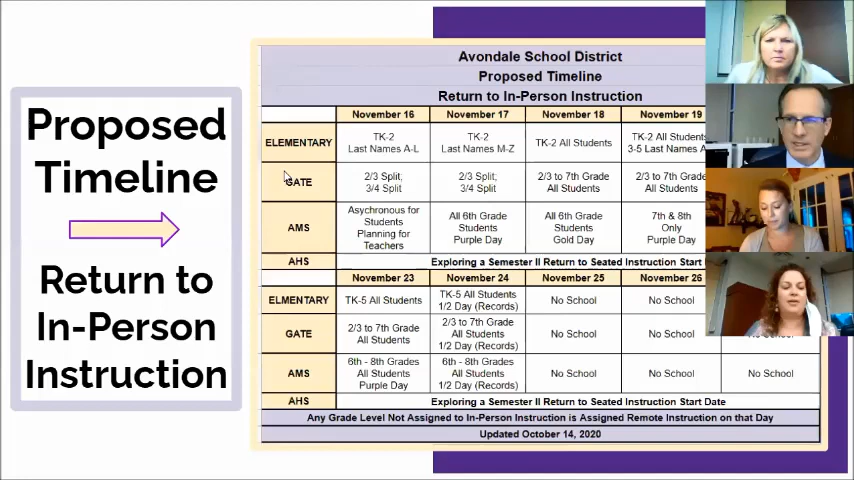 Proposed
Timeline
Return to
In-Person
Instruction
Avondale School District
Proposed Timeline
Return to In-Person Instruction
November 16 November 17 November 18 November 19
ELEMENTARY
TK-2
Last Names A-L
TK-2
Last Names M-Z
TK-2 All Students
TK-2 All Students
3-5 Last Names A
GATE
2/3 Split;
3/4 Split
2/3 Split;
3/4 Split
2/3 to 7th Grade
All Students
2/3 to 7th Grade
All Students
AMS
Asychronous for
Students
Planning for
Teachers
All 6th Grade
Students
Purple Day
All 6th Grade
Students
Gold Day
7th & 8th
Only
Purple Day
AHS
Exploring a Semester II Return to Seated Instruction Start
November 23 November 24 November 25 November 26
ELEMENTARY
TK-5 All Students
TK-5 All Students
1/2 Day (Records)
No School
No School
GATE
2/3 to 7th Grade
All Students
2/3 to 7th Grade
All Students
1/2 Day (Records)
No School
No School
AMS
6th - 8th Grades
All Students
Purple Day
6th - 8th Grades
All Students
1/2 Day (Records)
No School
No School
No School
AHS
Exploring a Semester II Return to Seated Instruction Start Date
Any Grade Level Not Assigned to In-Person Instruction is Assigned Remote Instruction on that Day
Updated October 14, 2020